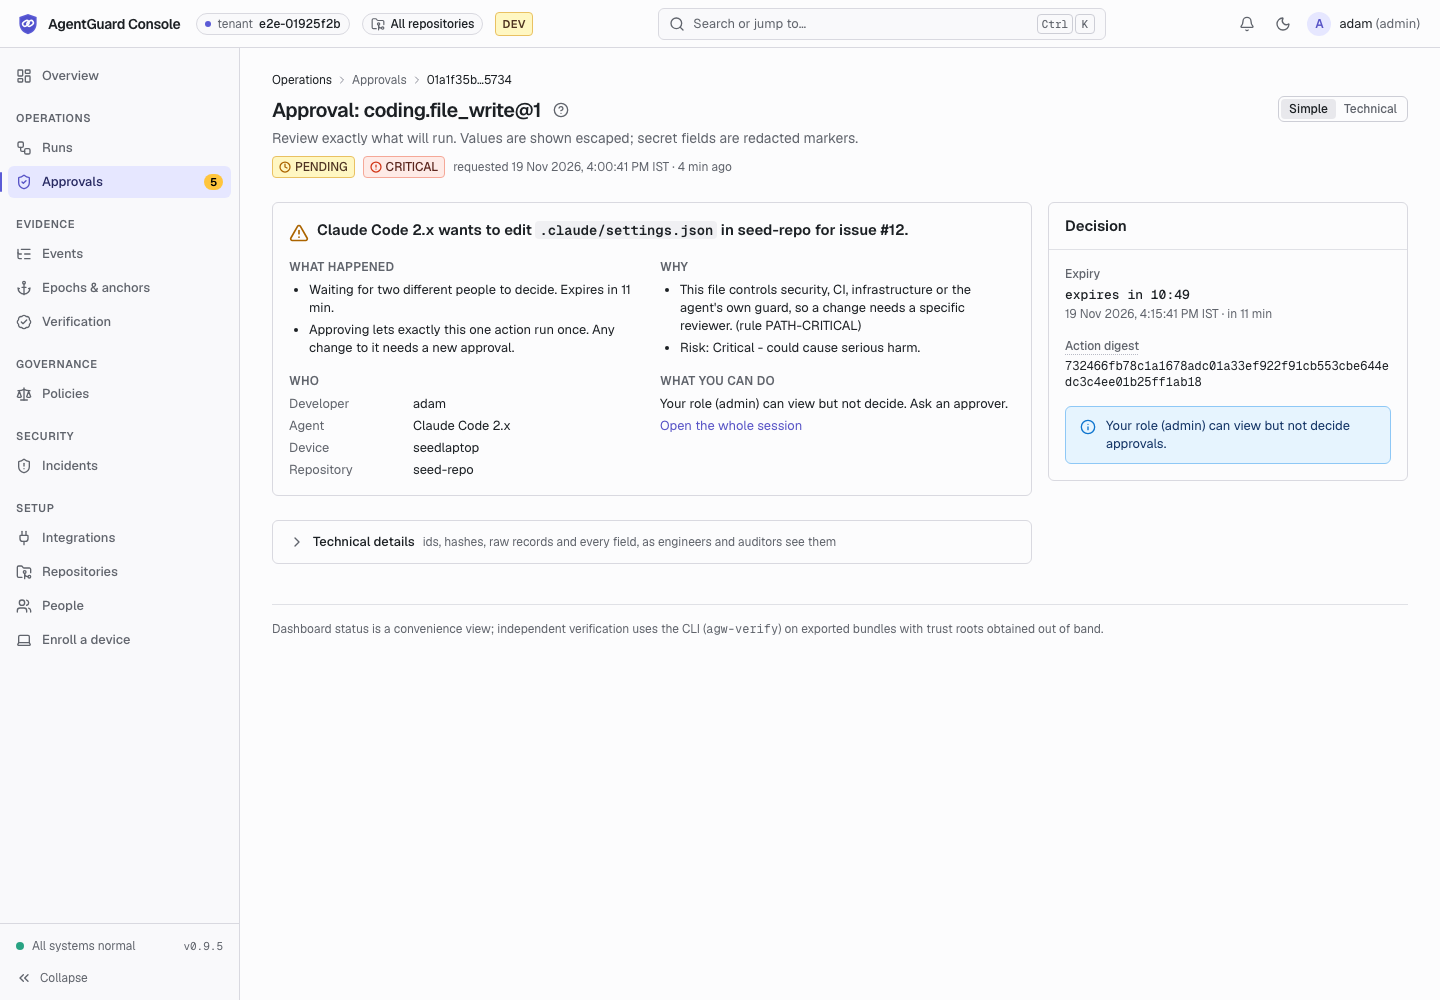 AgentGuard Console
tenant e2e-01925f2b
All repositories
DEV
Search or jump to...
Ctrl K
A
adam (admin)
Overview
OPERATIONS
Runs
Approvals
5
EVIDENCE
Events
Epochs & anchors
Verification
GOVERNANCE
Policies
SECURITY
Incidents
SETUP
Integrations
Repositories
People
Enroll a device
All systems normal
v0.9.5
Collapse
Operations > Approvals > 01a1f35b…5734
Approval: coding.file_write@1
Simple
Technical
Review exactly what will run. Values are shown escaped; secret fields are redacted markers.
PENDING
CRITICAL
requested 19 Nov 2026, 4:00:41 PM IST · 4 min ago
Claude Code 2.x wants to edit .claude/settings.json in seed-repo for issue #12.
WHAT HAPPENED
• Waiting for two different people to decide. Expires in 11
min.
• Approving lets exactly this one action run once. Any
change to it needs a new approval.
WHY
• This file controls security, CI, infrastructure or the
agent's own guard, so a change needs a specific
reviewer. (rule PATH-CRITICAL)
• Risk: Critical - could cause serious harm.
WHO
Developer adam
Agent Claude Code 2.x
Device seedlaptop
Repository seed-repo
WHAT YOU CAN DO
Your role (admin) can view but not decide. Ask an approver.
Open the whole session
Technical details ids, hashes, raw records and every field, as engineers and auditors see them
Decision
Expiry
expires in 10:49
19 Nov 2026, 4:15:41 PM IST · in 11 min
Action digest
732466fb78c1a1678adc01a33ef922f91cb553cbe644e
dc3c4ee01b25ff1ab18
Your role (admin) can view but not decide
approvals.
Dashboard status is a convenience view; independent verification uses the CLI (agw-verify) on exported bundles with trust roots obtained out of band.